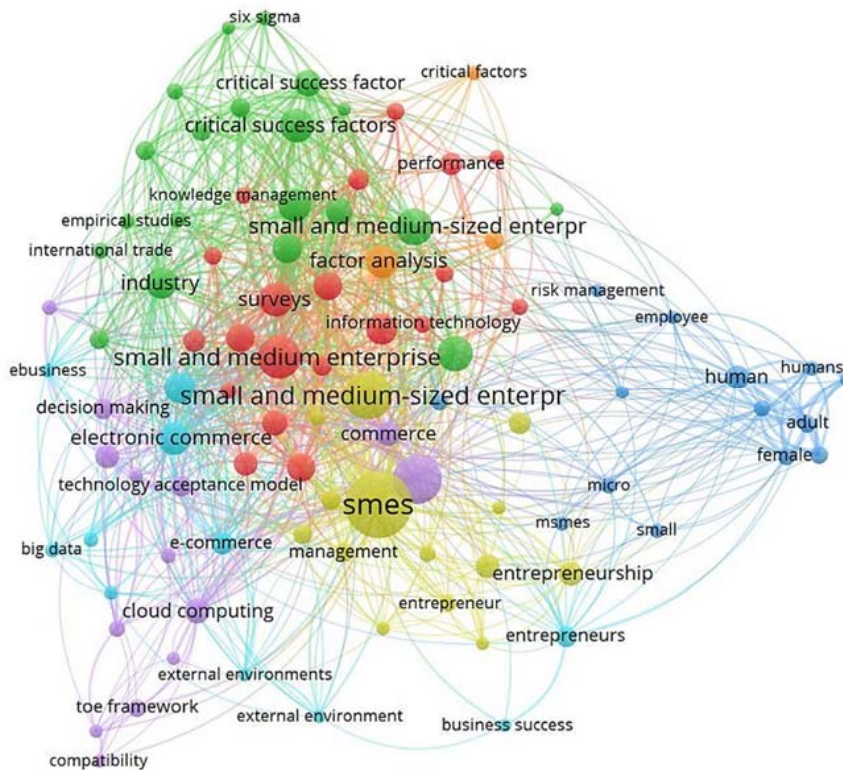 six sigma
critical factors
critical success factor
critical success factors
performance
knowledge management
empirical studies
small and medium-sized enterpr
international trade
factor analysis
industry
surveys
risk management
employee
information technology
small and medium enterprise
ebusiness
humans
human
small and medium-sized enterpr
decision making
adult
electronic commerce
commerce
female
technology acceptance model
micro
smes
msmes
small
big data
e-commerce
management
entrepreneurship
cloud computing
entrepreneur
entrepreneurs
external environments
toe framework
external environment
business success
compatibility